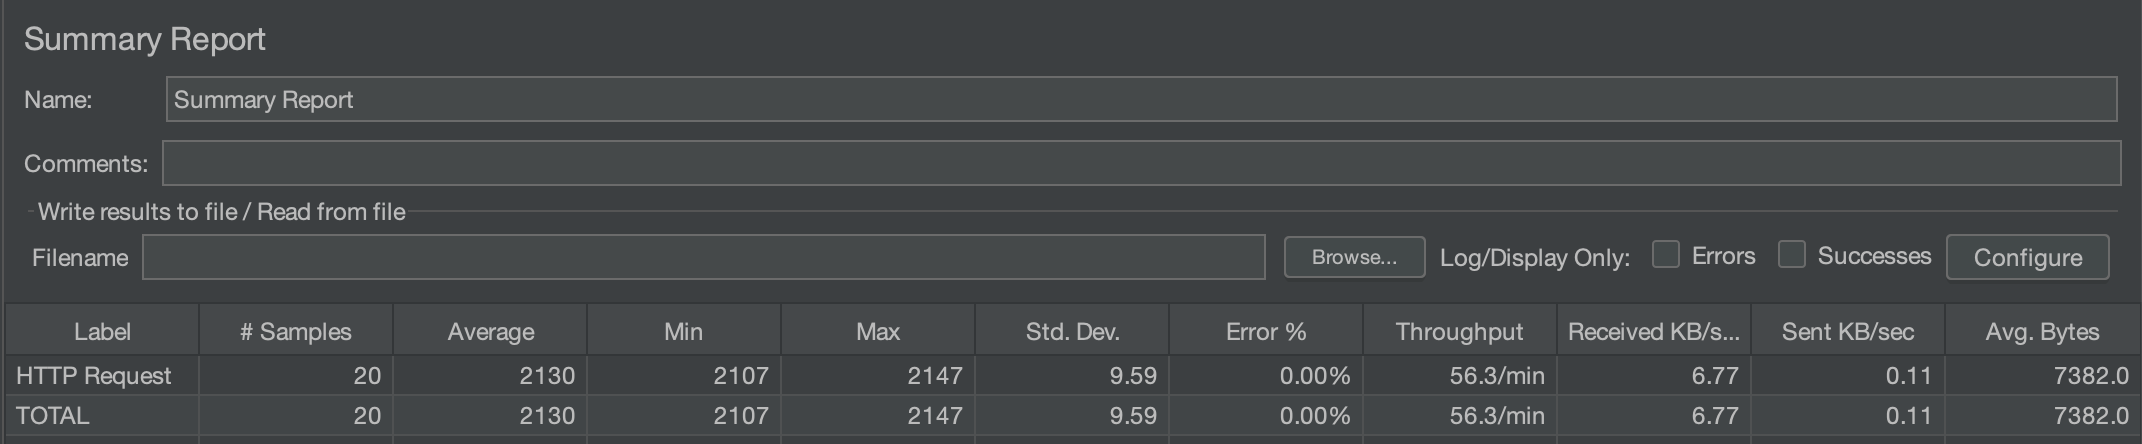 Summary Report
Name: Summary Report
Comments:
Write results to file / Read from file
Filename Browse... Log/Display Only: Errors Successes Configure
Label # Samples Average Min Max Std. Dev. Error % Throughput Received KB/s... Sent KB/sec Avg. Bytes
HTTP Request 20 2130 2107 2147 9.59 0.00% 56.3/min 6.77 0.11 7382.0
TOTAL 20 2130 2107 2147 9.59 0.00% 56.3/min 6.77 0.11 7382.0